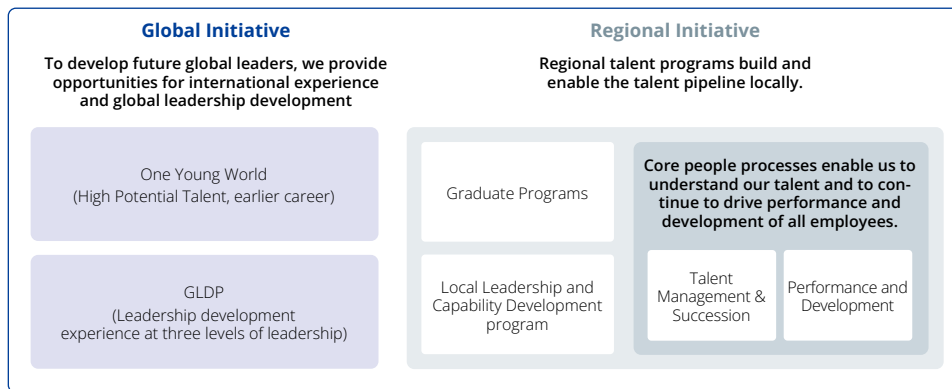 Global Initiative
To develop future global leaders, we provide
opportunities for international experience
and global leadership development
One Young World
(High Potential Talent, earlier career)
GLDP
(Leadership development
experience at three levels of leadership)
Regional Initiative
Regional talent programs build and
enable the talent pipeline locally.
Graduate Programs
Local Leadership and
Capability Development
program
Core people processes enable us to
understand our talent and to con-
tinue to drive performance and
development of all employees.
Talent
Management &
Succession
Performance and
Development